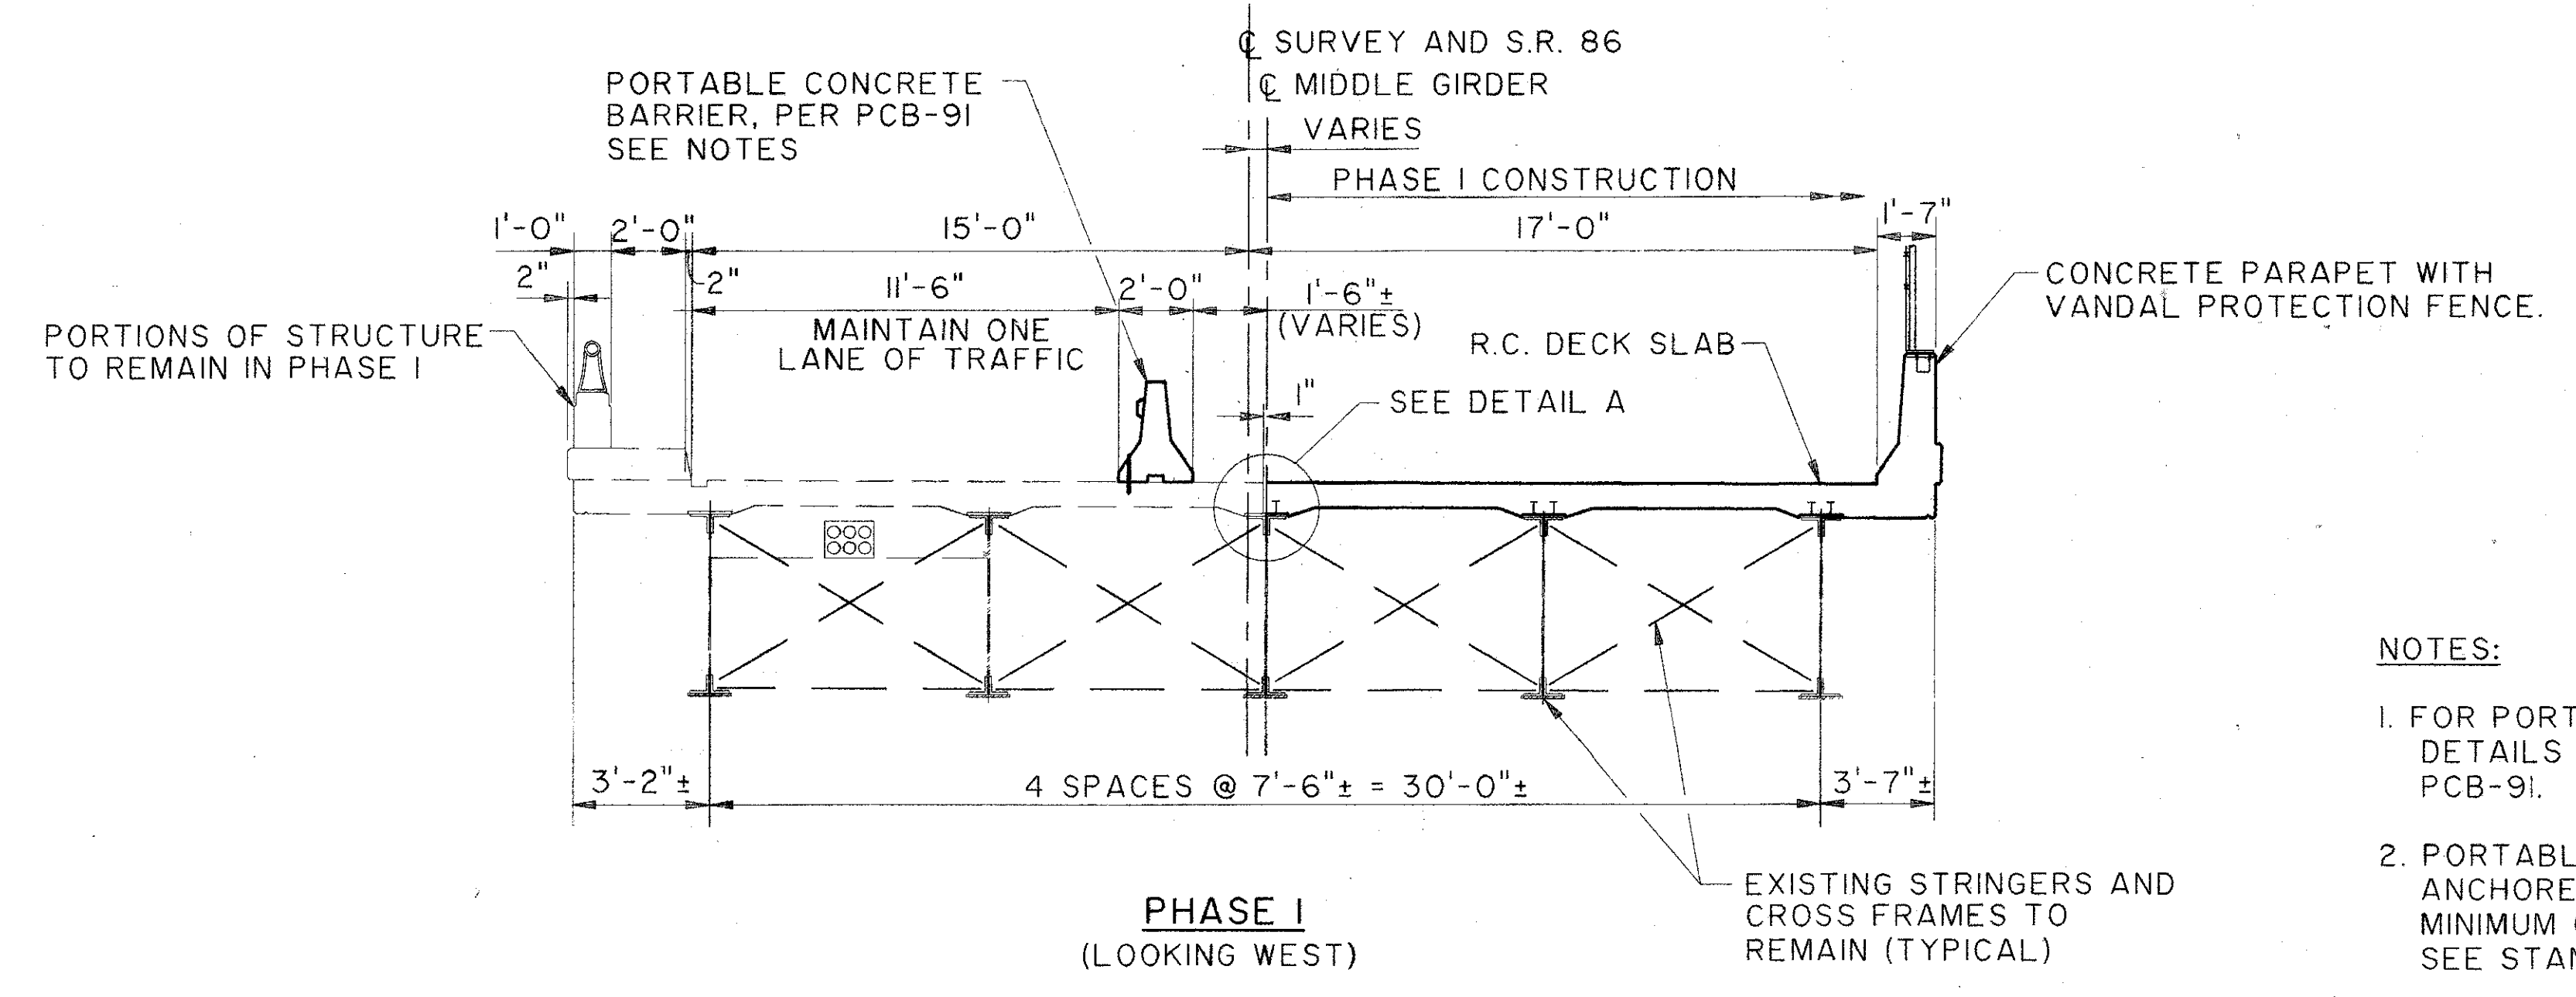 ℄ SURVEY AND S.R. 86
℄ MIDDLE GIRDER
VARIES
PORTABLE CONCRETE
BARRIER, PER PCB-91
SEE NOTES
PHASE I CONSTRUCTION
1'-0"
2'-0"
15'-0"
17'-0"
1'-7"
2"
2"
11'-6"
2'-0"
1'-6"±
(VARIES)
MAINTAIN ONE
LANE OF TRAFFIC
PORTIONS OF STRUCTURE
TO REMAIN IN PHASE I
CONCRETE PARAPET WITH
VANDAL PROTECTION FENCE.
R.C. DECK SLAB
1"
SEE DETAIL A
3'-2"±
4 SPACES @ 7'-6"± = 30'-0"±
3'-7"±
EXISTING STRINGERS AND
CROSS FRAMES TO
REMAIN (TYPICAL)
PHASE I
(LOOKING WEST)
NOTES:
1. FOR PORT
DETAILS
PCB-91.
2. PORTABL
ANCHORE
MINIMUM
SEE STAN